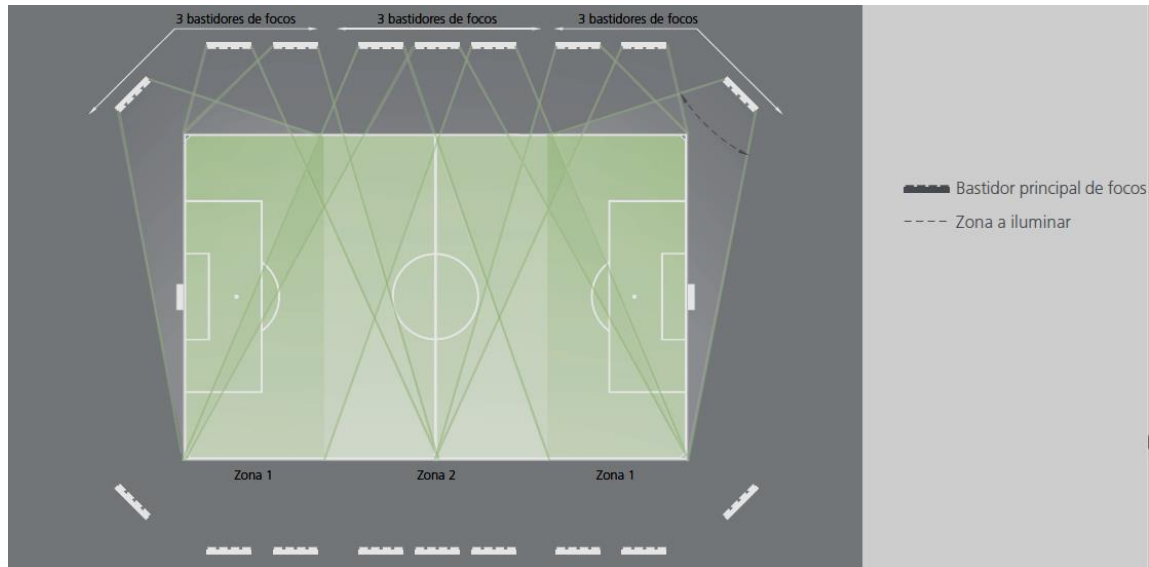 3 bastidores de focos
3 bastidores de focos
3 bastidores de focos
Bastidor principal de focos
Zona a iluminar
Zona 1
Zona 2
Zona 1